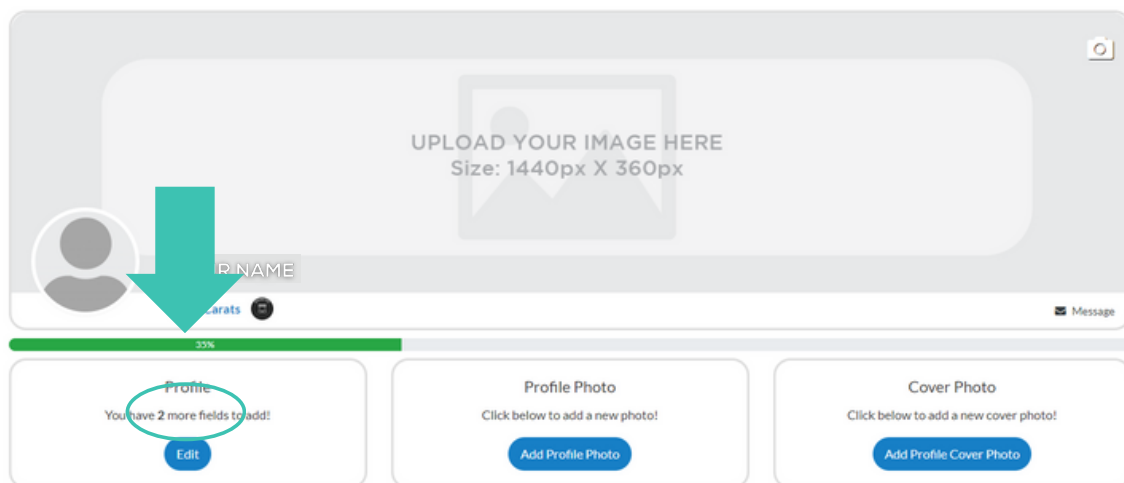 UPLOAD YOUR IMAGE HERE
Size: 1440px X 360px
NAME
Message
35%
Profile
You have 2 more fields to add!
Edit
Profile Photo
Click below to add a new photo!
Add Profile Photo
Cover Photo
Click below to add a new cover photo!
Add Profile Cover Photo